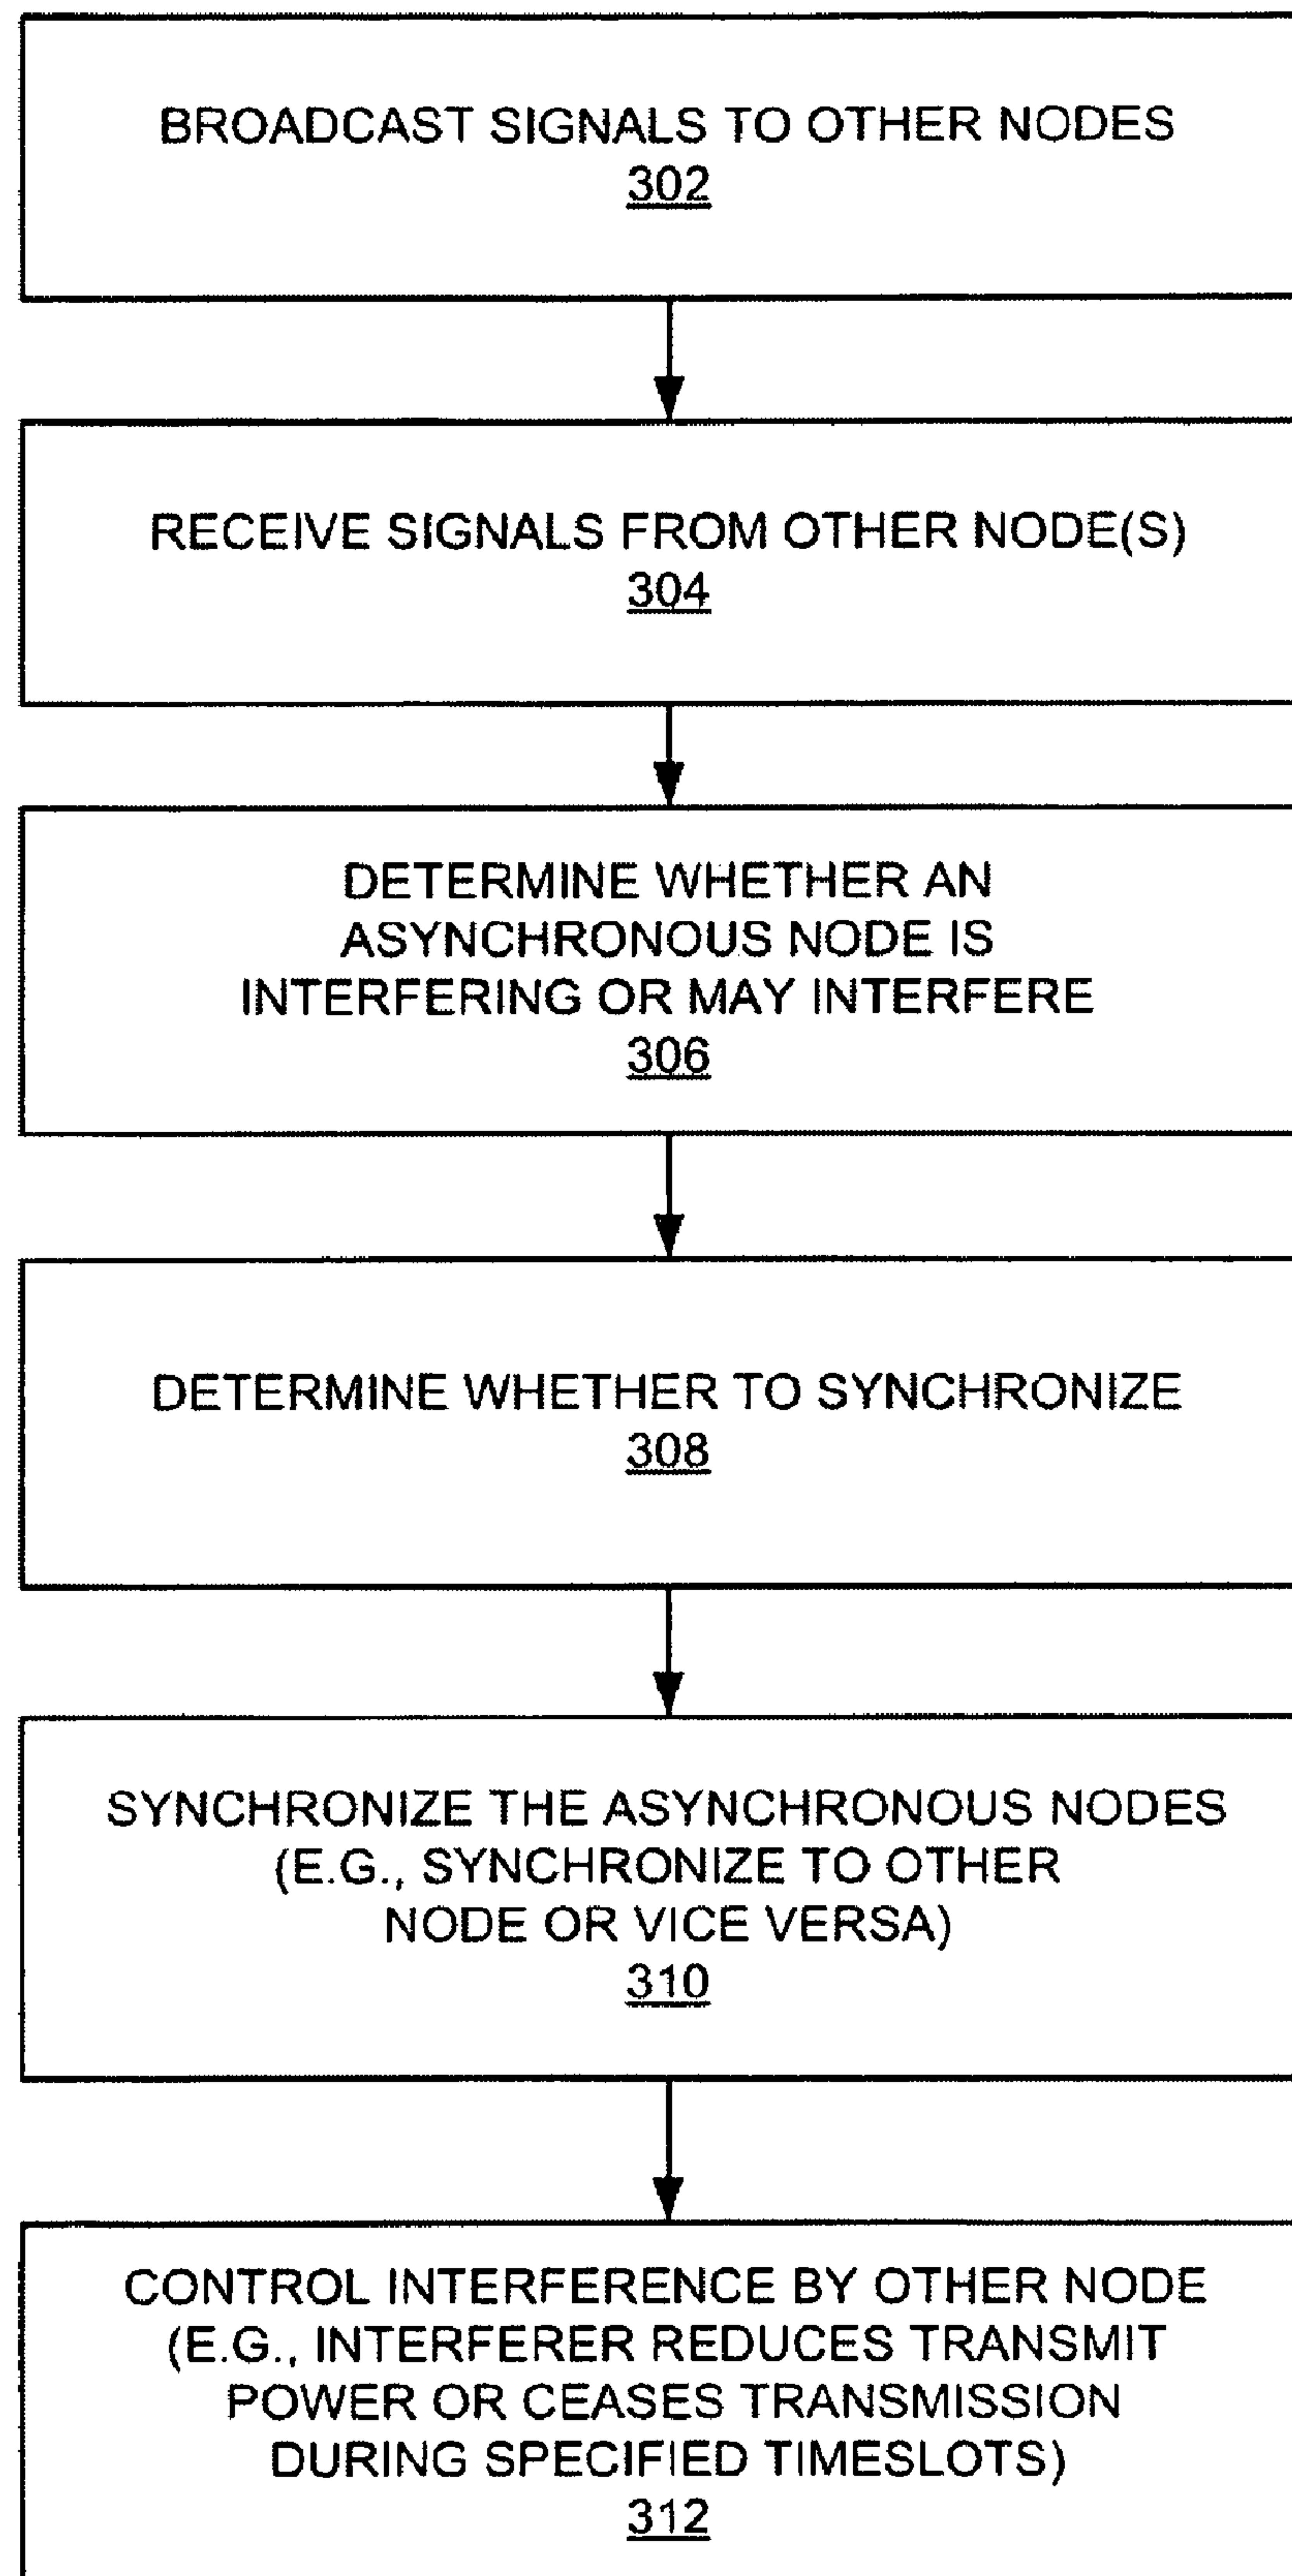 BROADCAST SIGNALS TO OTHER NODES
302
RECEIVE SIGNALS FROM OTHER NODE(S)
304
DETERMINE WHETHER AN
ASYNCHRONOUS NODE IS
INTERFERING OR MAY INTERFERE
306
DETERMINE WHETHER TO SYNCHRONIZE
308
SYNCHRONIZE THE ASYNCHRONOUS NODES
(E.G., SYNCHRONIZE TO OTHER
NODE OR VICE VERSA)
310
CONTROL INTERFERENCE BY OTHER NODE
(E.G., INTERFERER REDUCES TRANSMIT
POWER OR CEASES TRANSMISSION
DURING SPECIFIED TIMESLOTS)
312